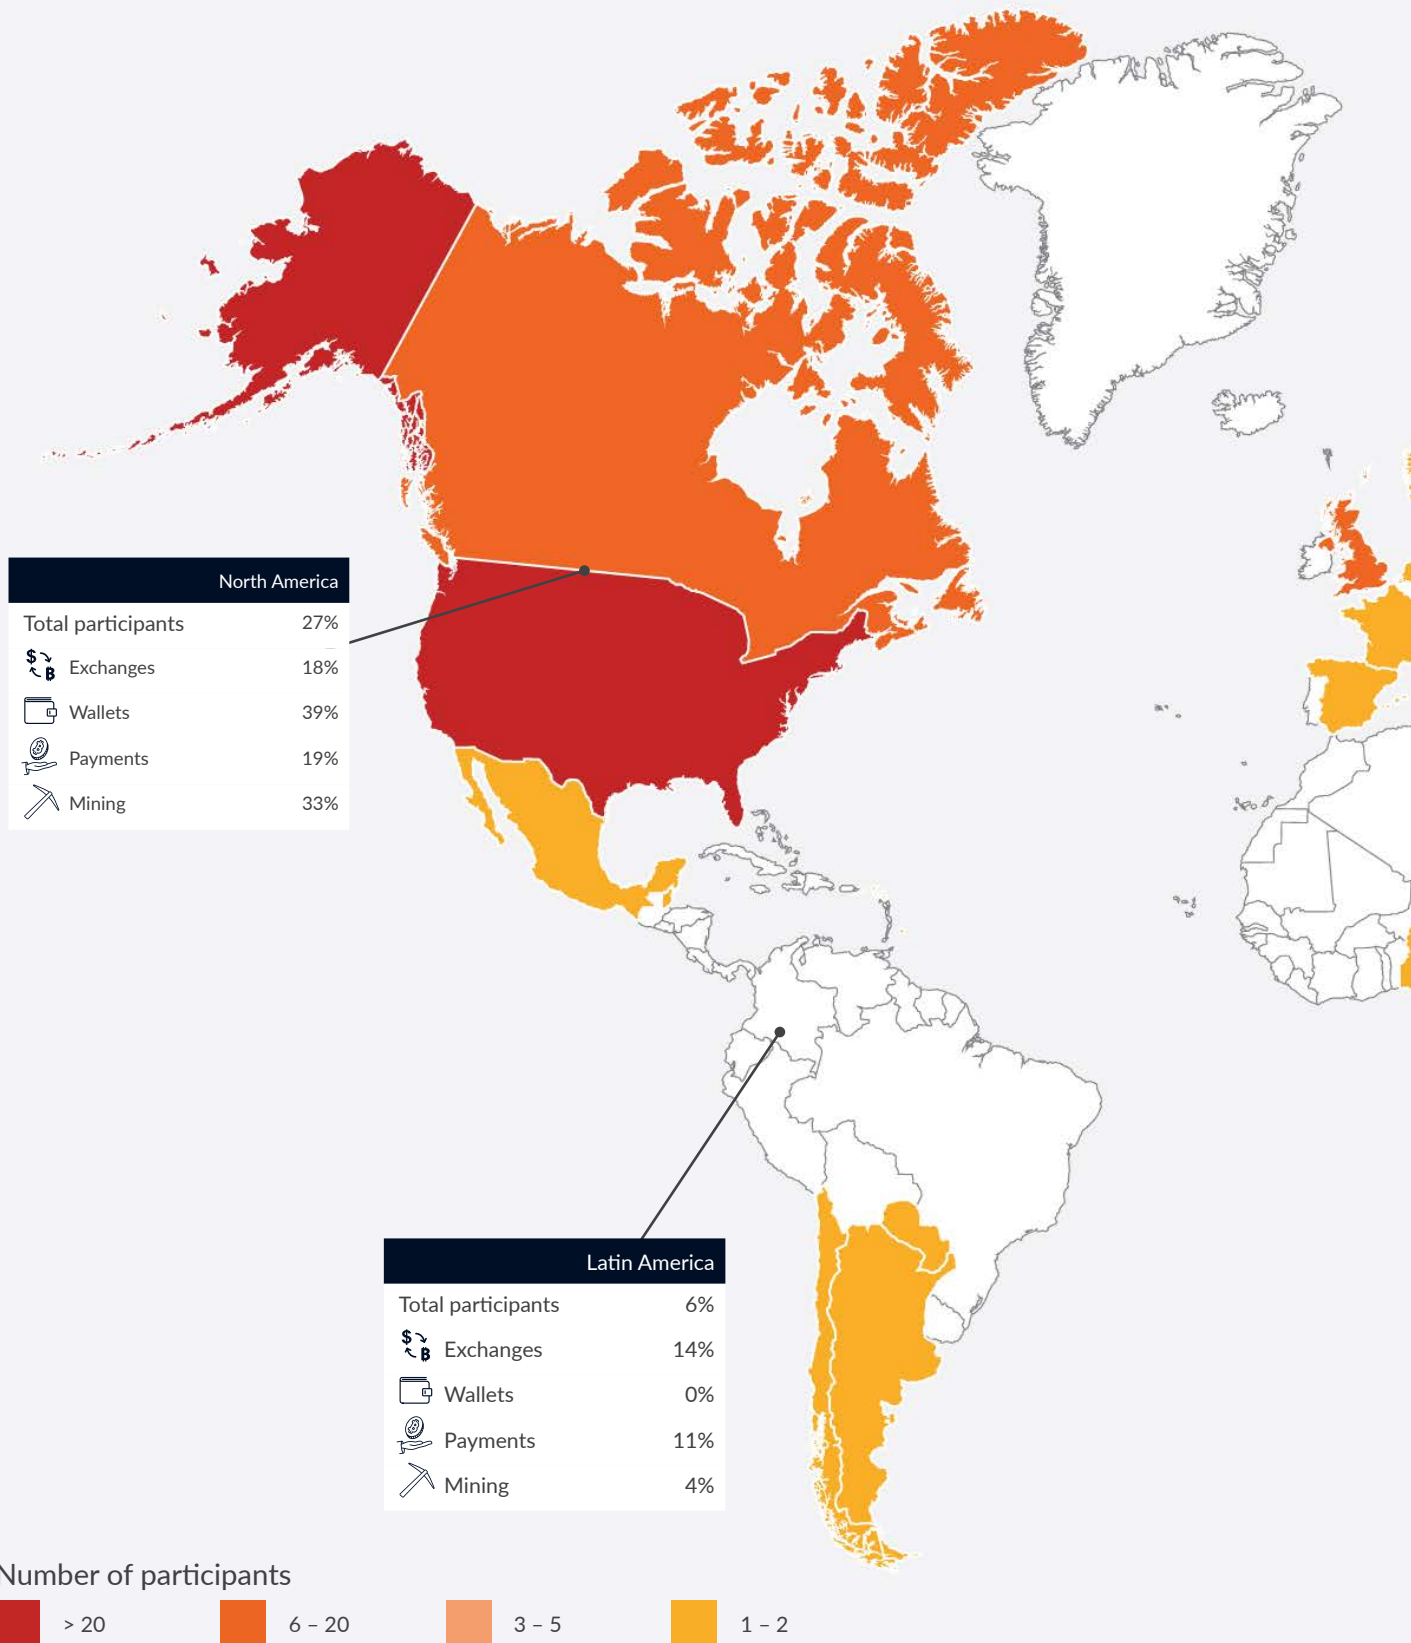 North America
Total participants 27%
Exchanges 18%
Wallets 39%
Payments 19%
Mining 33%
Latin America
Total participants 6%
Exchanges 14%
Wallets 0%
Payments 11%
Mining 4%
Number of participants
> 20 6 – 20 3 – 5 1 – 2